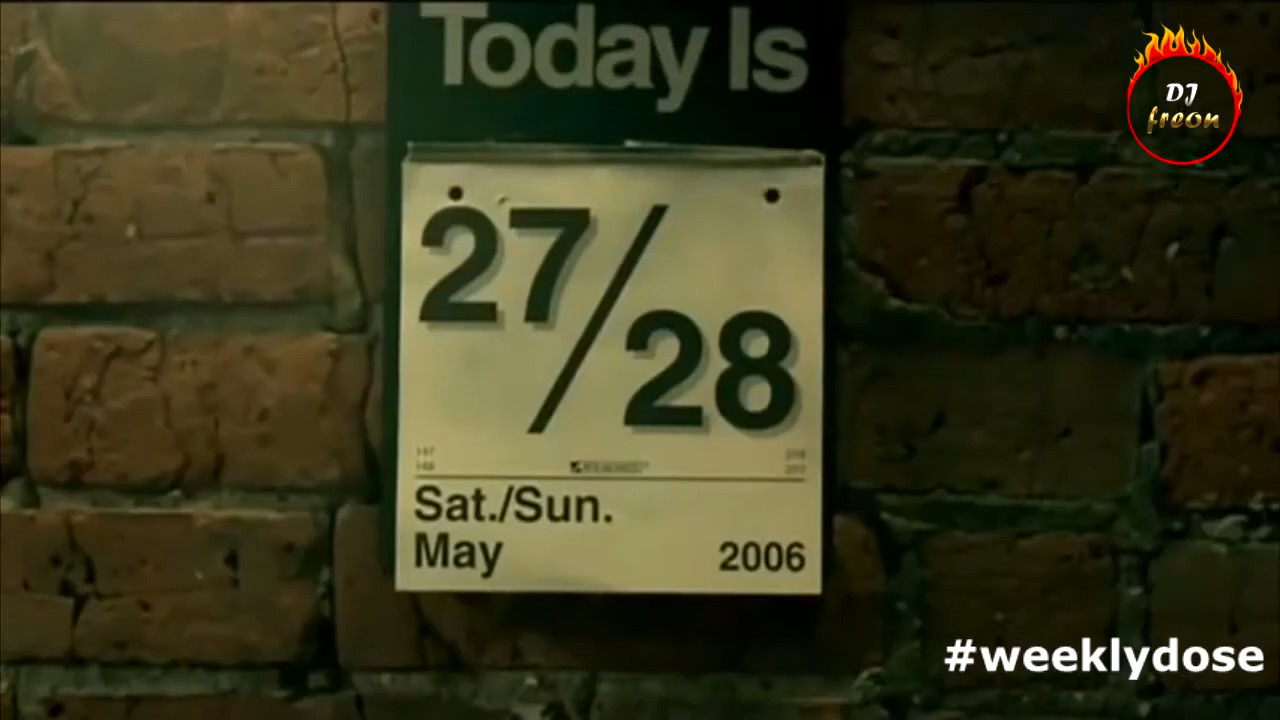 Today Is
DJ
freon
27/28
Sat./Sun.
May
2006
#weeklydose